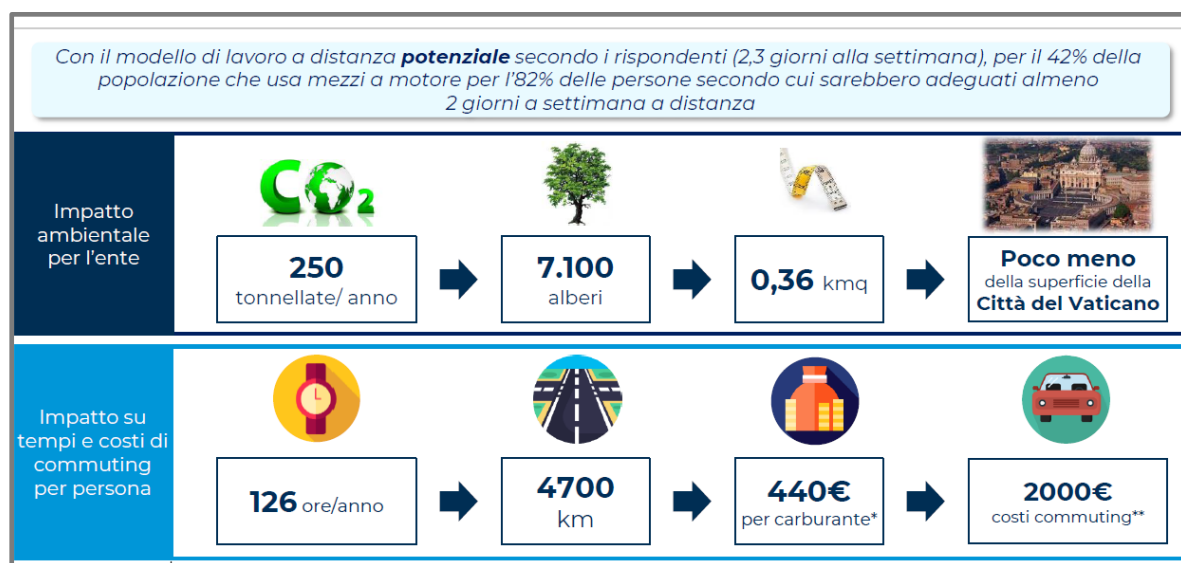 Con il modello di lavoro a distanza potenziale secondo i rispondenti (2,3 giorni alla settimana), per il 42% della
popolazione che usa mezzi a motore per l'82% delle persone secondo cui sarebbero adeguati almeno
2 giorni a settimana a distanza
Impatto
ambientale
per l'ente
CO2
250
tonnellate/ anno
7.100
alberi
0,36 kmq
Poco meno
della superficie della
Città del Vaticano
Impatto su
tempi e costi di
commuting
per persona
126 ore/anno
4700
km
440€
per carburante*
2000€
costi commuting**